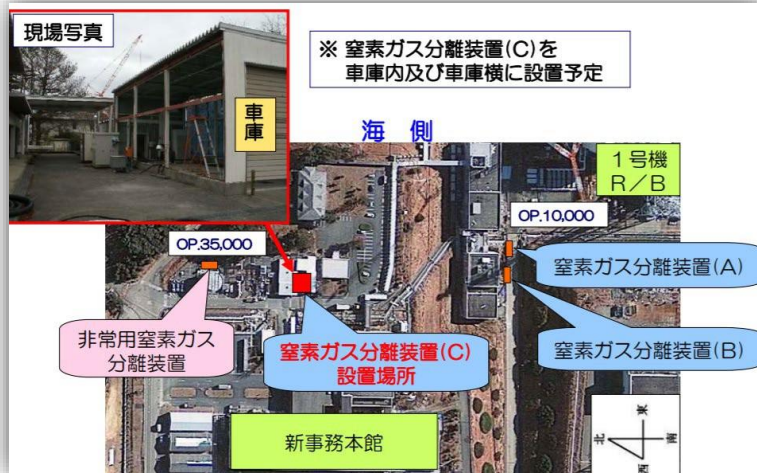 現場写真
車庫
※ 窒素ガス分離装置(C)を
車庫内及び車庫横に設置予定
海 側
1号機
R／B
OP.35,000
OP.10,000
窒素ガス分離装置(A)
非常用窒素ガス
分離装置
窒素ガス分離装置(C)
設置場所
窒素ガス分離装置(B)
新事務本館
北
東
南
西